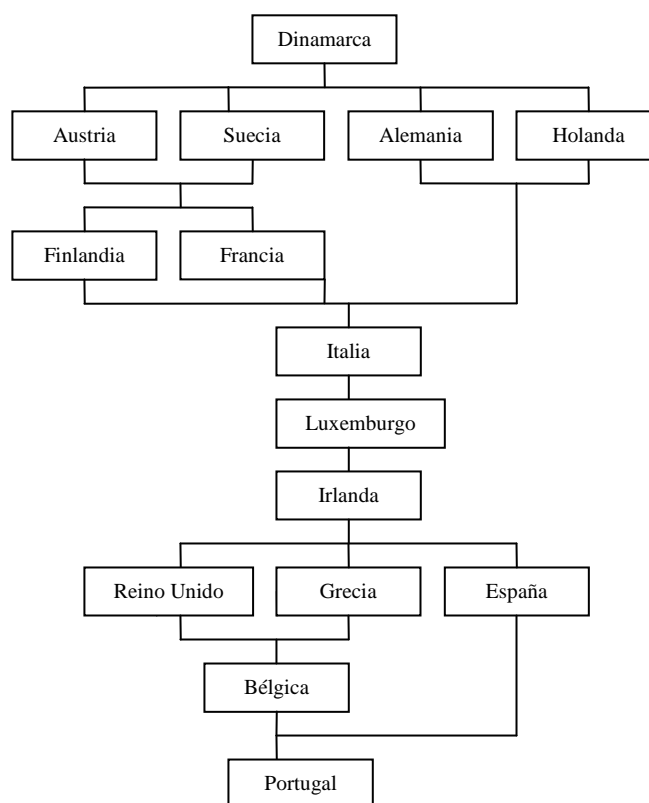 Dinamarca
Austria
Suecia
Alemania
Holanda
Finlandia
Francia
Italia
Luxemburgo
Irlanda
Reino Unido
Grecia
España
Bélgica
Portugal